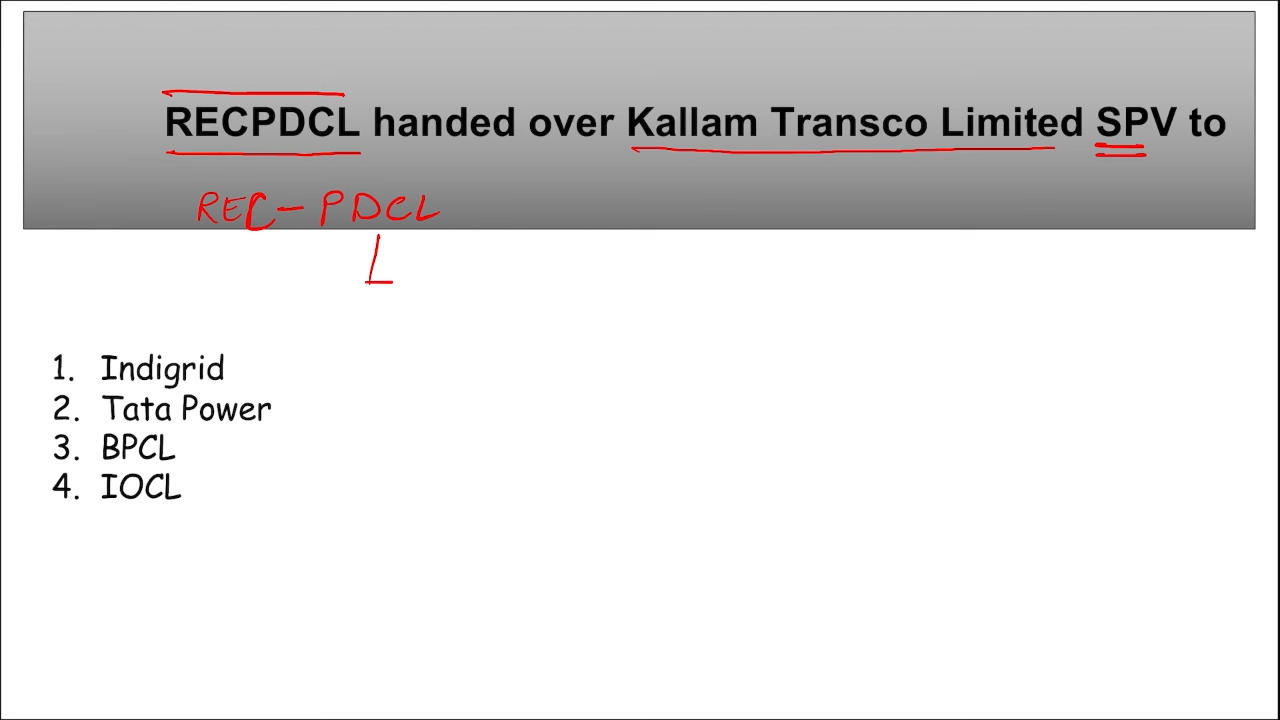 RECPDCL handed over Kallam Transco Limited SPV to
REC - PDCL
L
1. Indigrid
2. Tata Power
3. BPCL
4. IOCL